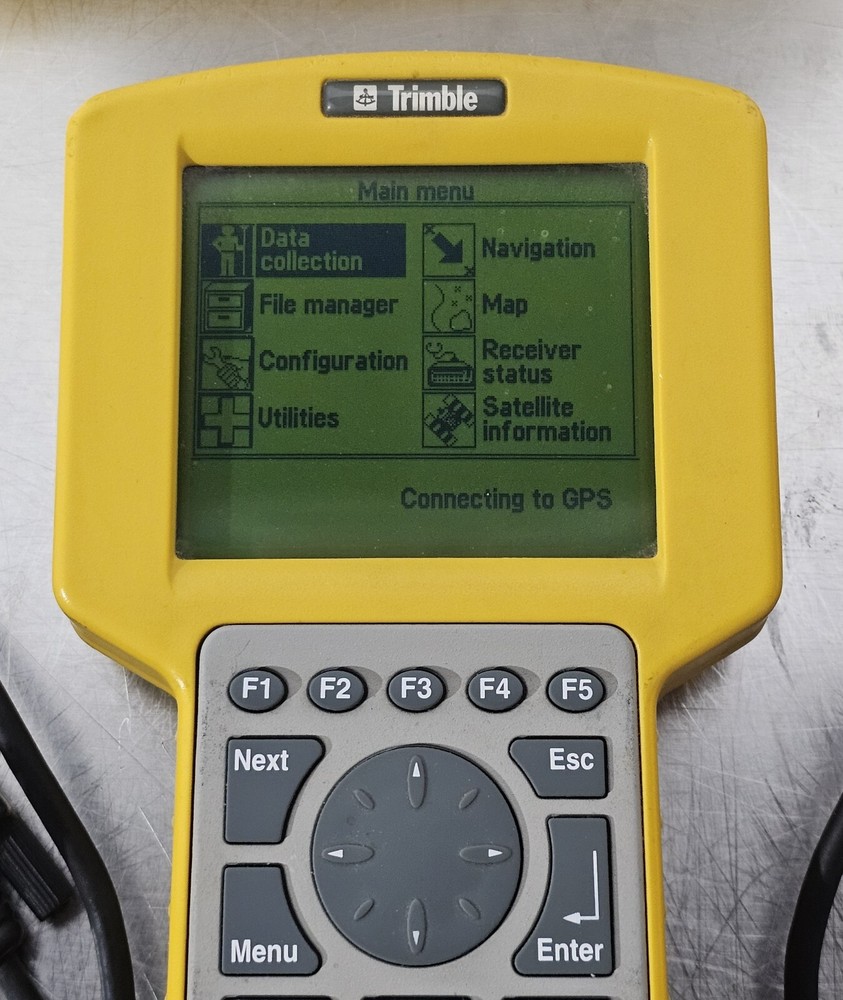 Trimble
Main menu
Data
collection
Navigation
File manager
Map
Configuration
Receiver
status
Utilities
Satellite
information
Connecting to GPS
F1 F2 F3 F4 F5
Next
Esc
Menu
Enter